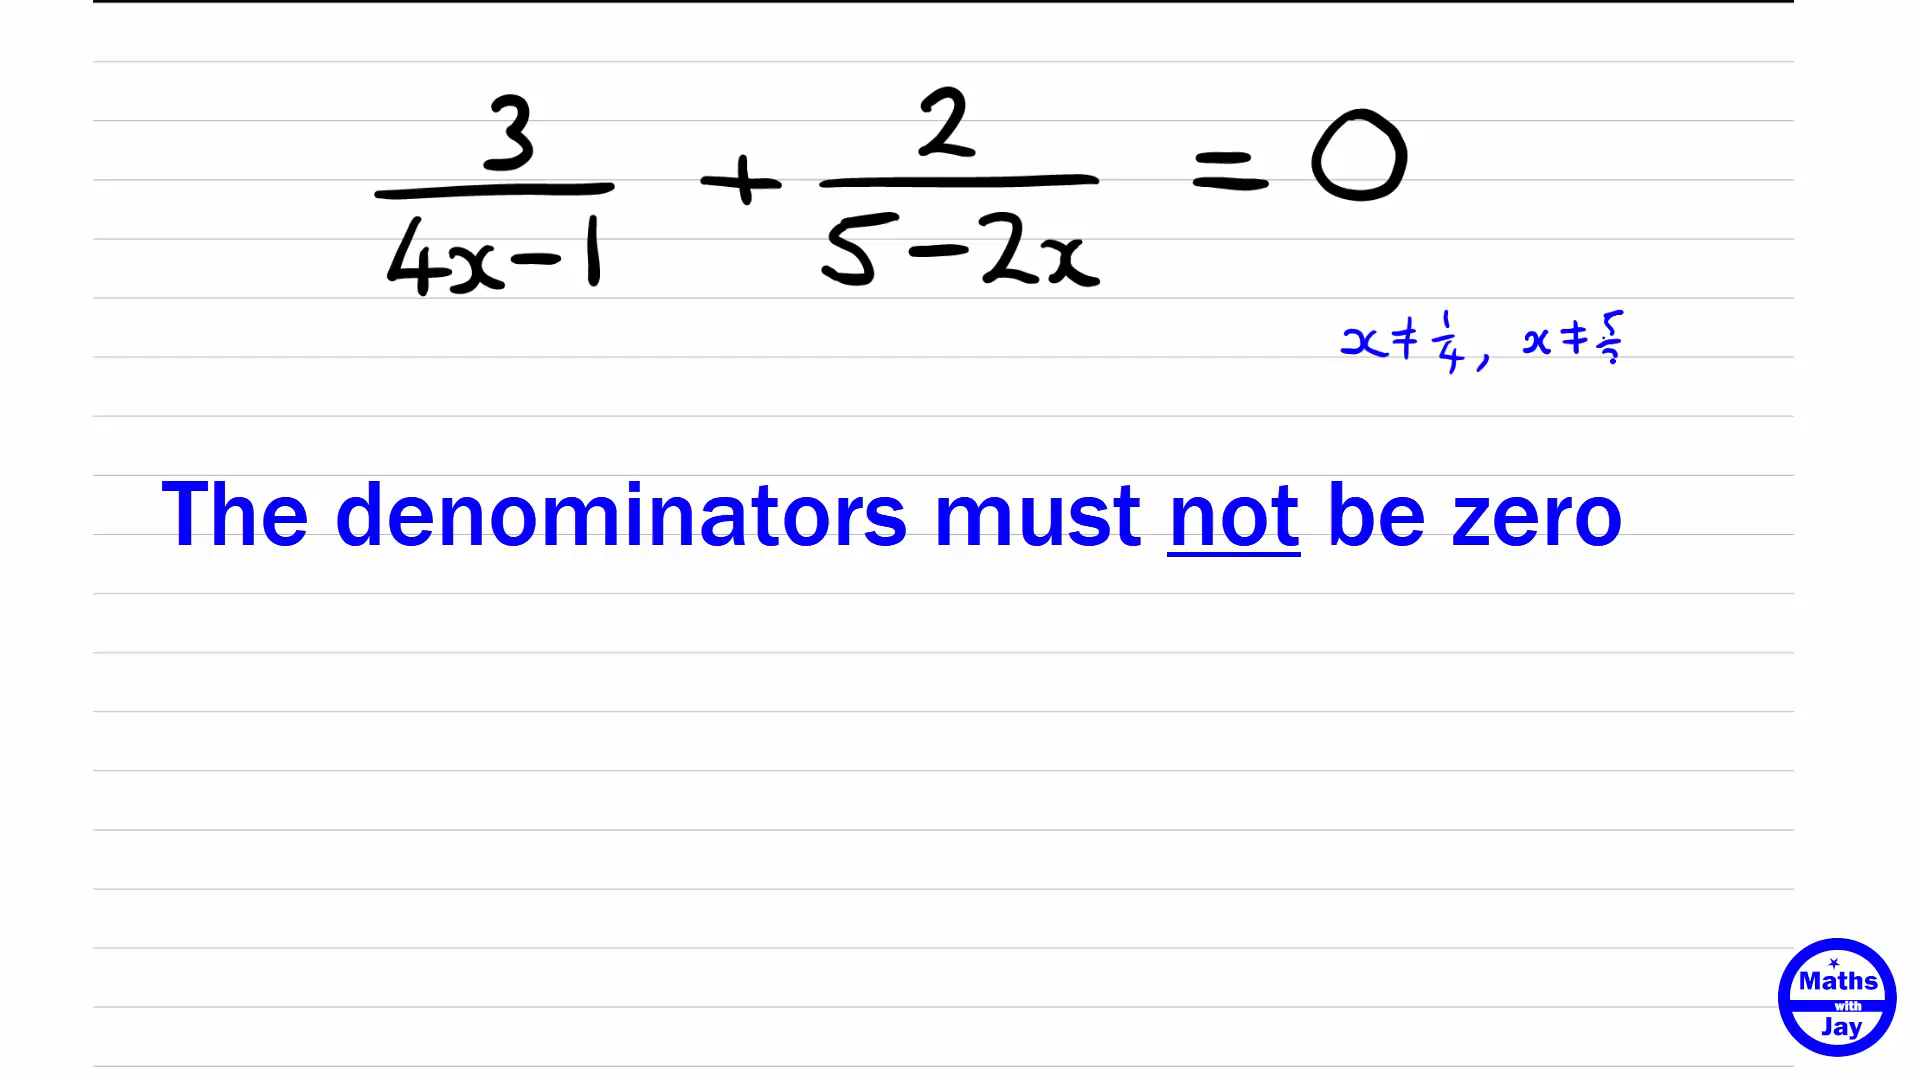 3/(4x-1) + 2/(5-2x) = 0
x≠1/4, x≠5/
The denominators must not be zero
Maths
with
Jay